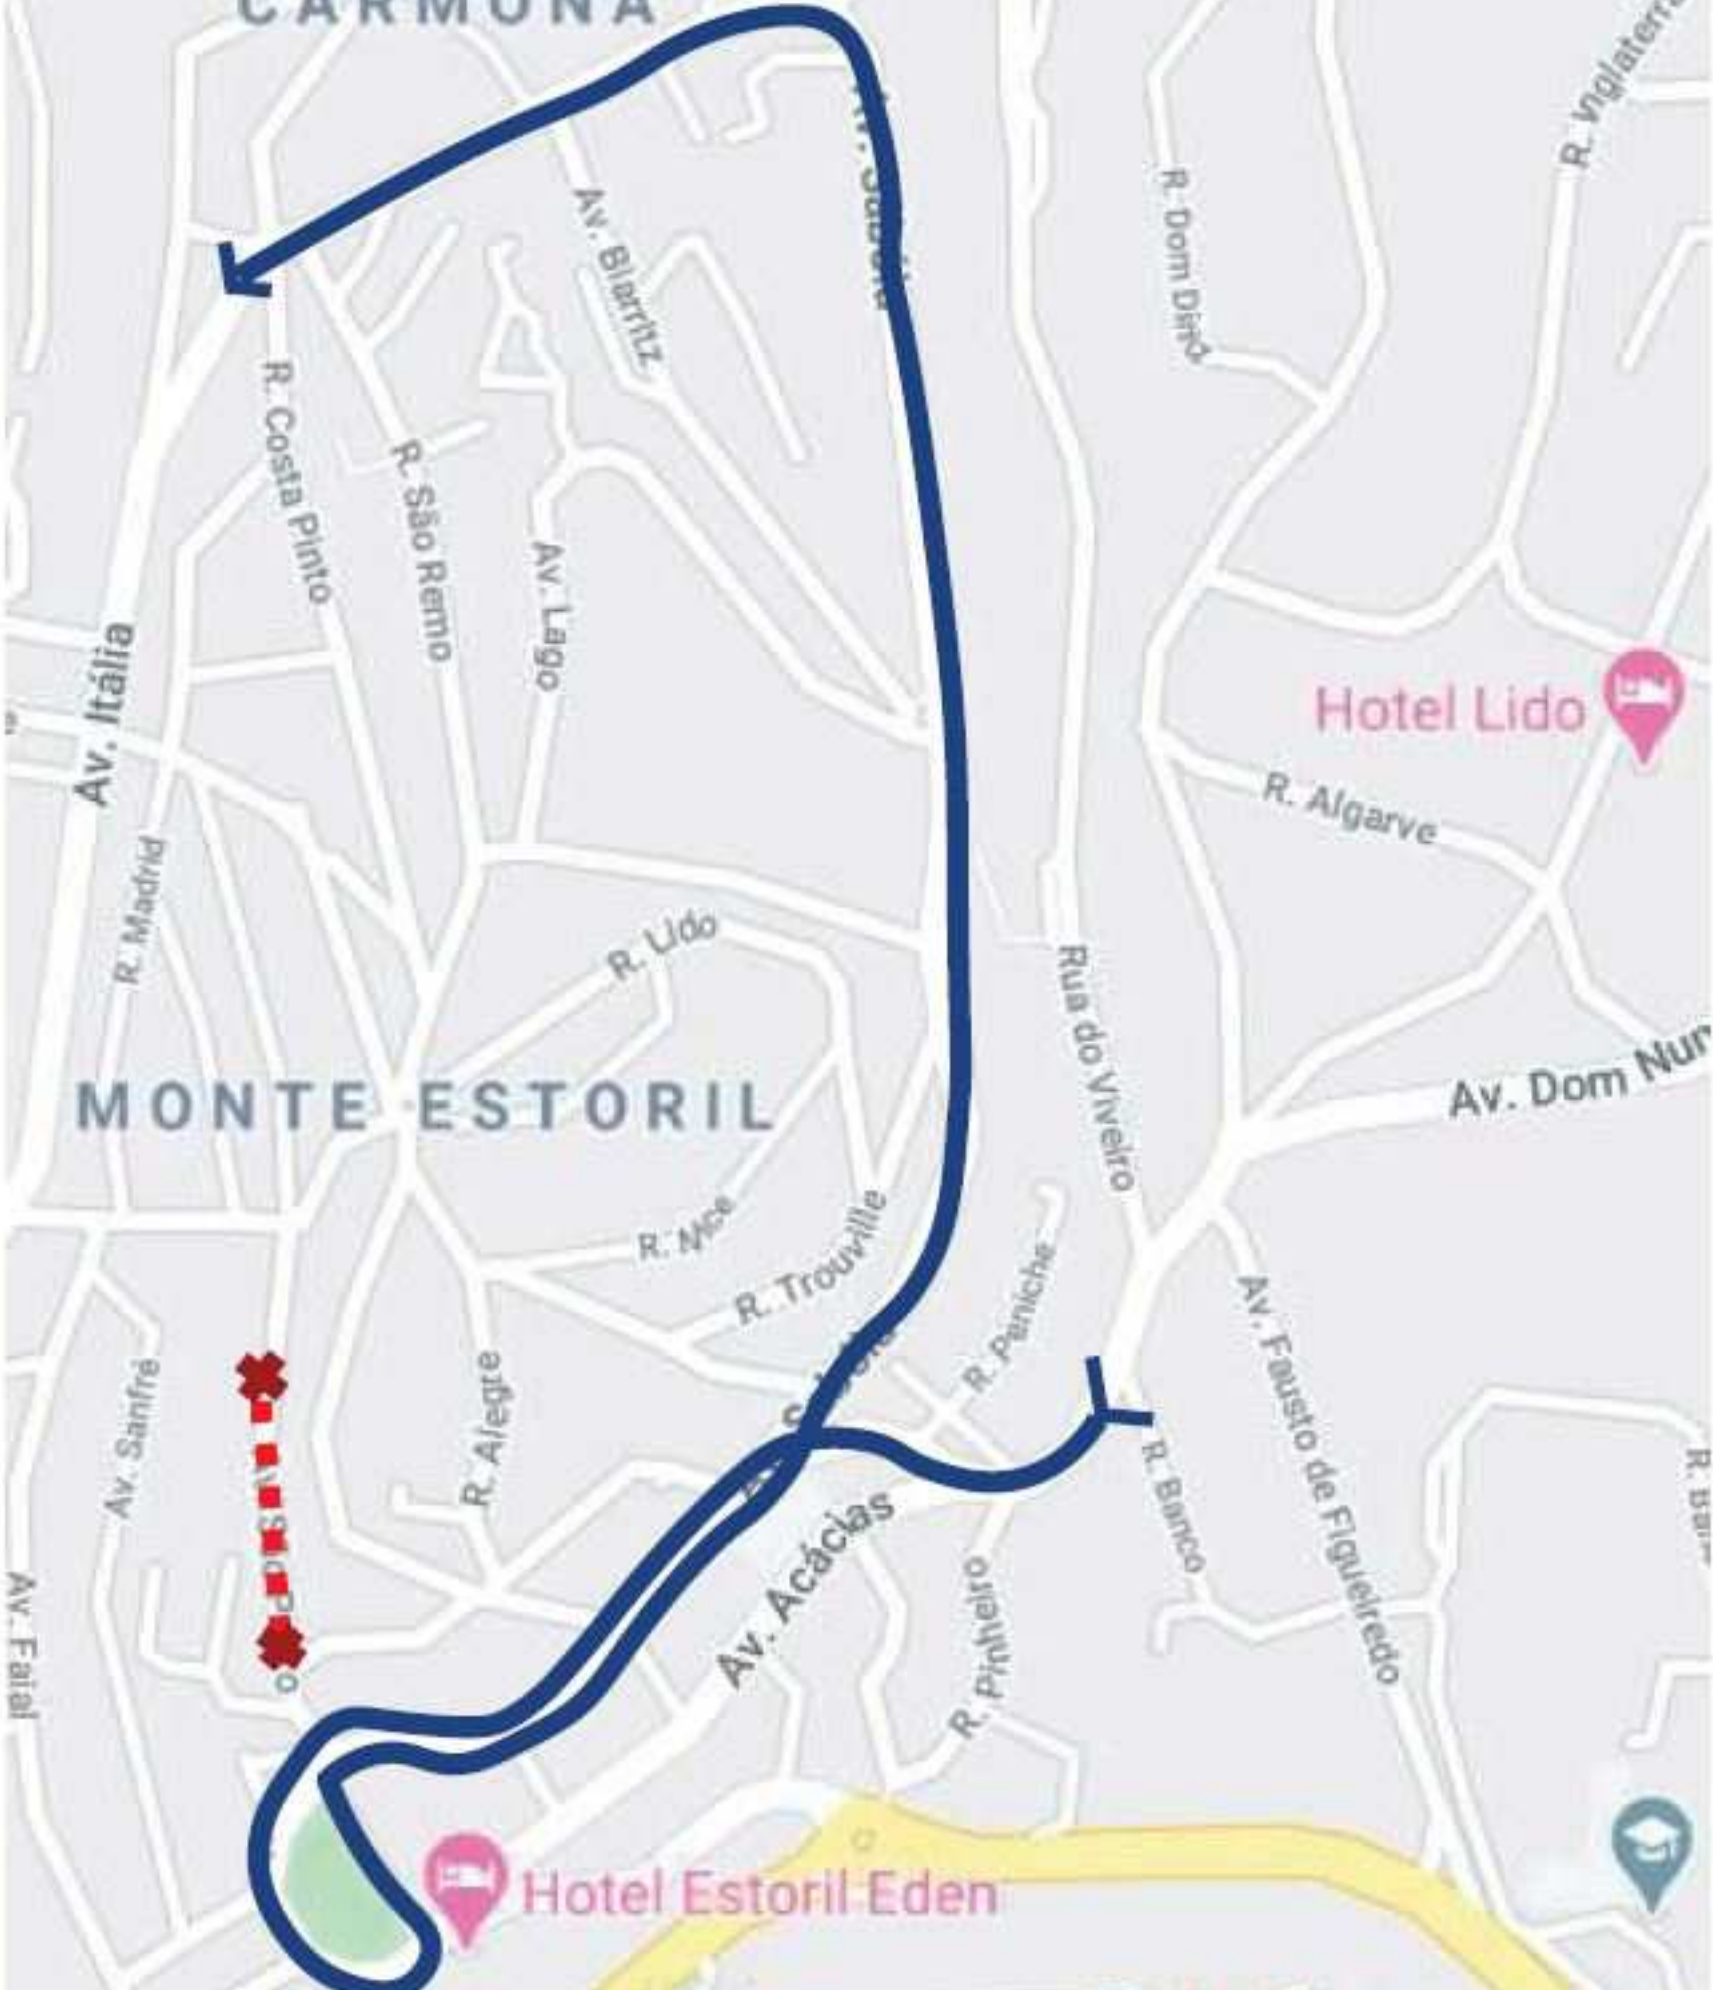 CARMONA
R. Inglaterra
Av. Biarritz
R. Dom Dinis
R. Costa Pinto
R. São Remo
Av. Lago
Av. Itália
Hotel Lido
R. Algarve
R. Madrid
R. Lido
Rua do Viveiro
Av. Dom Nun
MONTE ESTORIL
R. Nice
R. Trouville
R. Peniche
Av. Fausto de Figueiredo
Av. Sanfré
R. Alegre
R. Banco
Av. Acácias
R. Pinheiro
Av. Faial
Hotel Estoril Eden